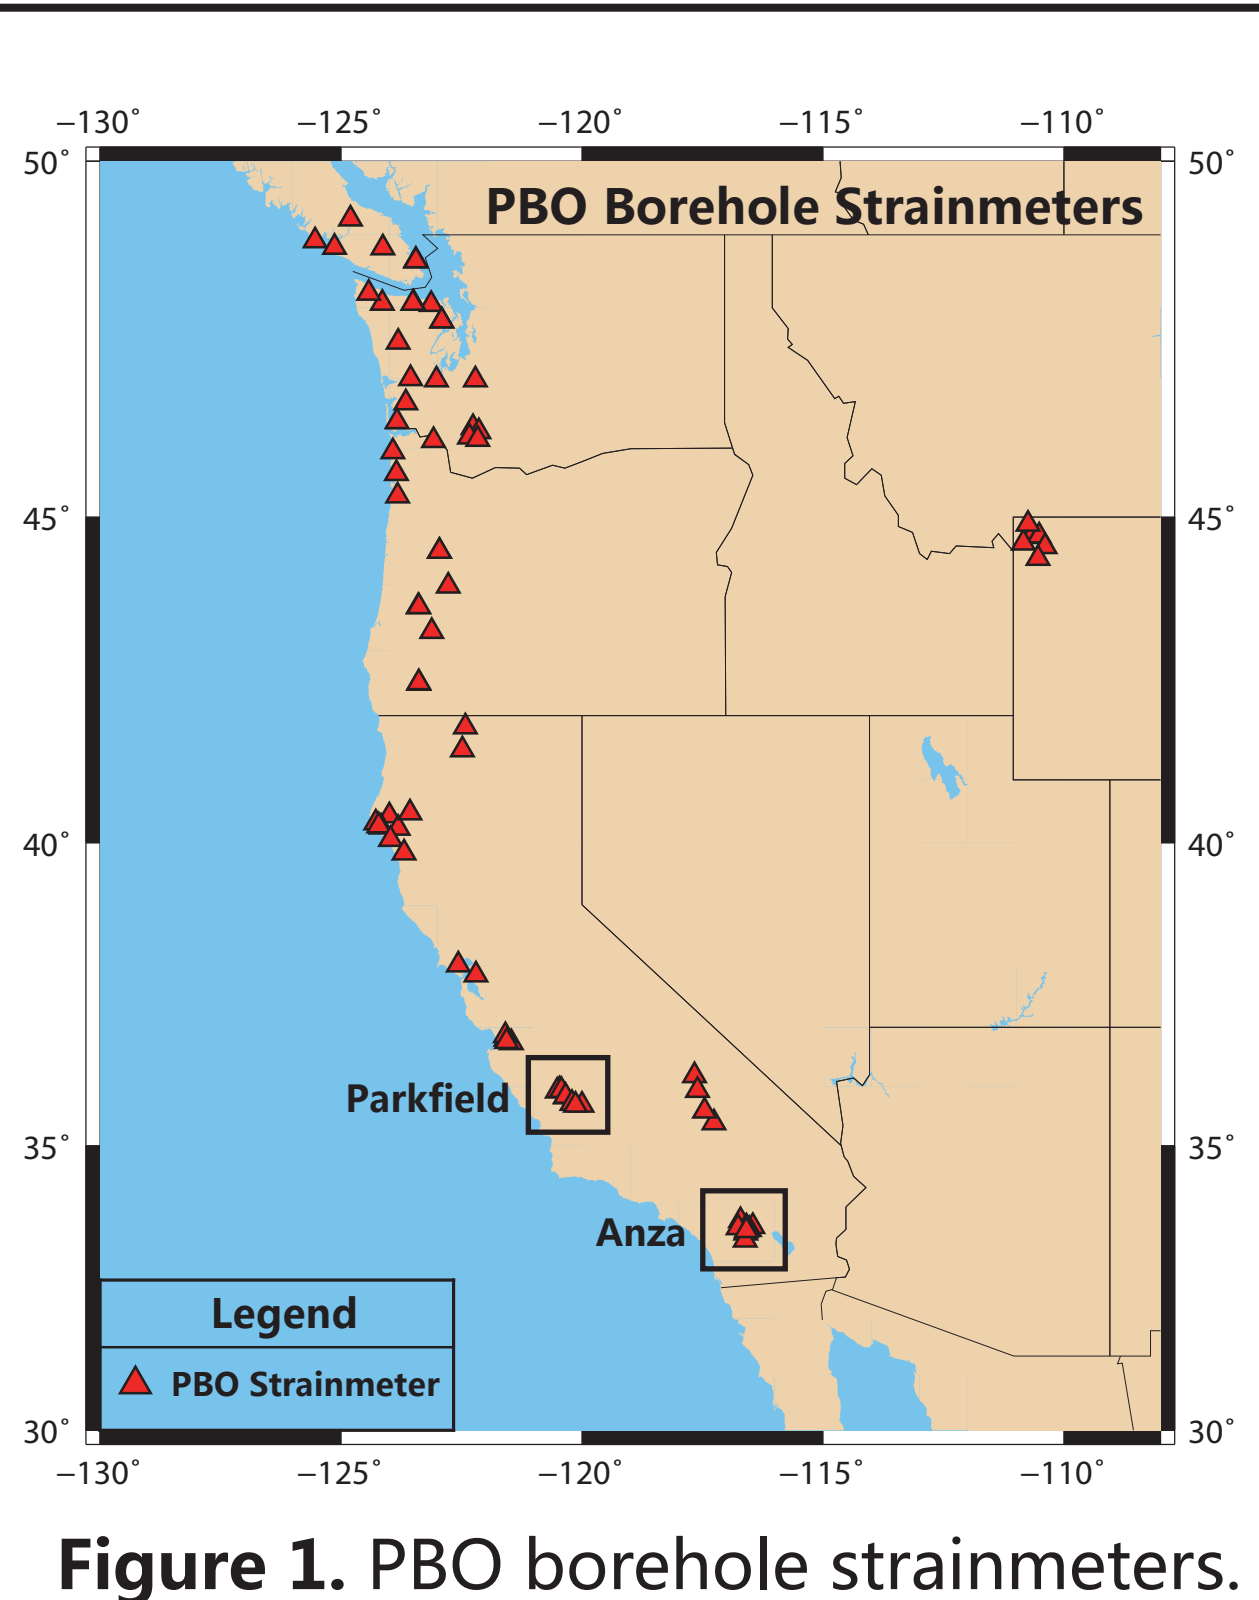 −130˚ −125˚ −120˚ −115˚ −110˚
50˚ 50˚
PBO Borehole Strainmeters
45˚ 45˚
40˚ 40˚
Parkfield
35˚ 35˚
Anza
Legend
PBO Strainmeter
30˚ 30˚
−130˚ −125˚ −120˚ −115˚ −110˚
Figure 1. PBO borehole strainmeters.